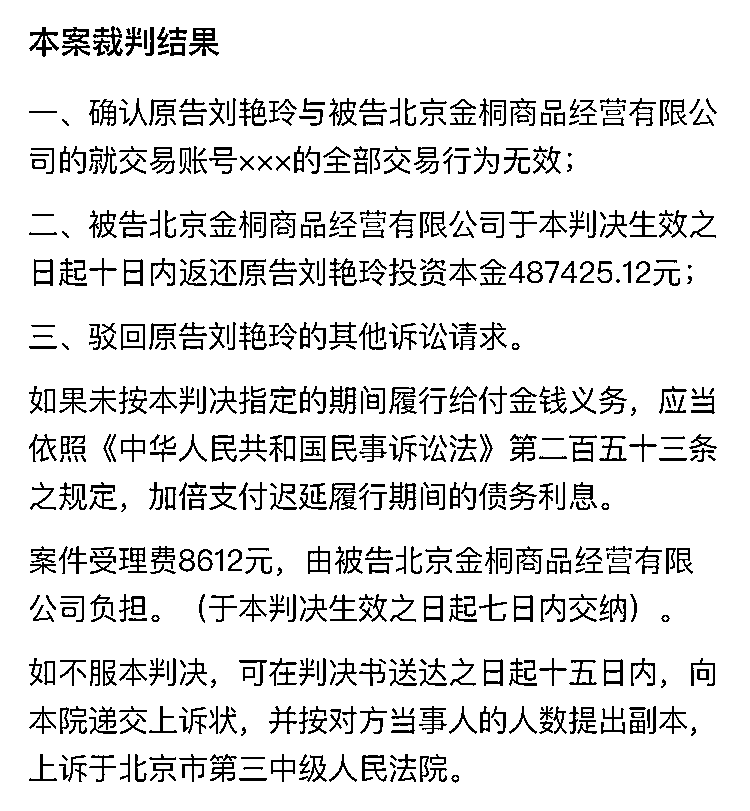 本案裁判结果
一、确认原告刘艳玲与被告北京金桐商品经营有限公
司的就交易账号×××的全部交易行为无效；
二、被告北京金桐商品经营有限公司于本判决生效之
日起十日内返还原告刘艳玲投资本金487425.12元；
三、驳回原告刘艳玲的其他诉讼请求。
如果未按本判决指定的期间履行给付金钱义务，应当
依照《中华人民共和国民事诉讼法》第二百五十三条
之规定，加倍支付迟延履行期间的债务利息。
案件受理费8612元，由被告北京金桐商品经营有限
公司负担。（于本判决生效之日起七日内交纳）。
如不服本判决，可在判决书送达之日起十五日内，向
本院递交上诉状，并按对方当事人的人数提出副本，
上诉于北京市第三中级人民法院。